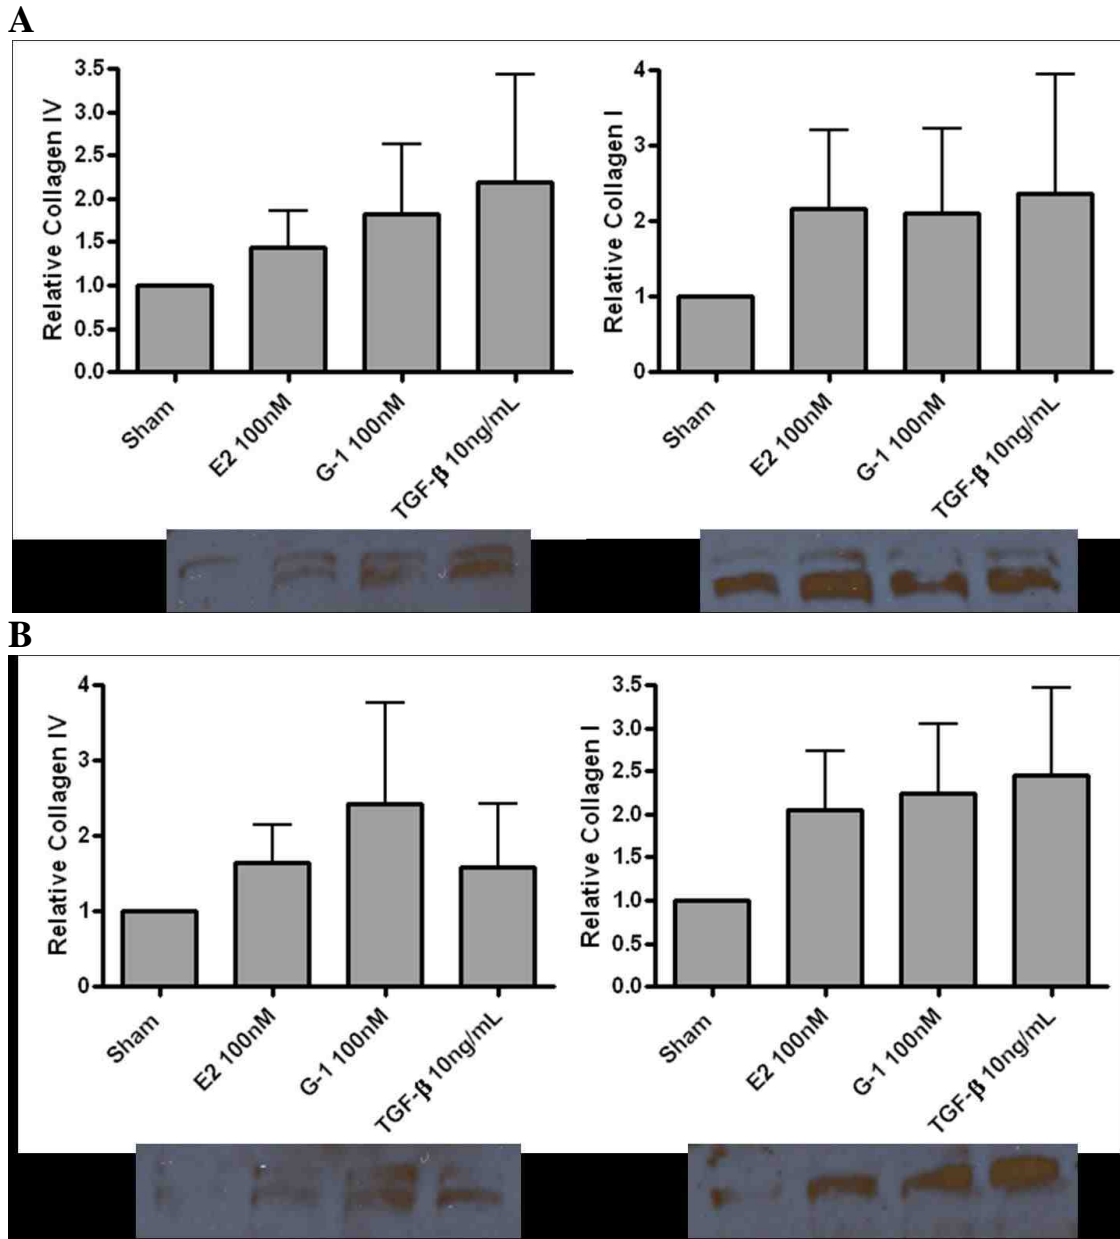 A
Relative Collagen IV
3.5
3.0
2.5
2.0
1.5
1.0
0.5
0.0
Sham
E2 100nM
G-1 100nM
TGF-β 10ng/mL
Relative Collagen I
4
3
2
1
0
Sham
E2 100nM
G-1 100nM
TGF-β 10ng/mL
B
Relative Collagen IV
4
3
2
1
0
Sham
E2 100nM
G-1 100nM
TGF-β 10ng/mL
Relative Collagen I
3.5
3.0
2.5
2.0
1.5
1.0
0.5
0.0
Sham
E2 100nM
G-1 100nM
TGF-β 10ng/mL